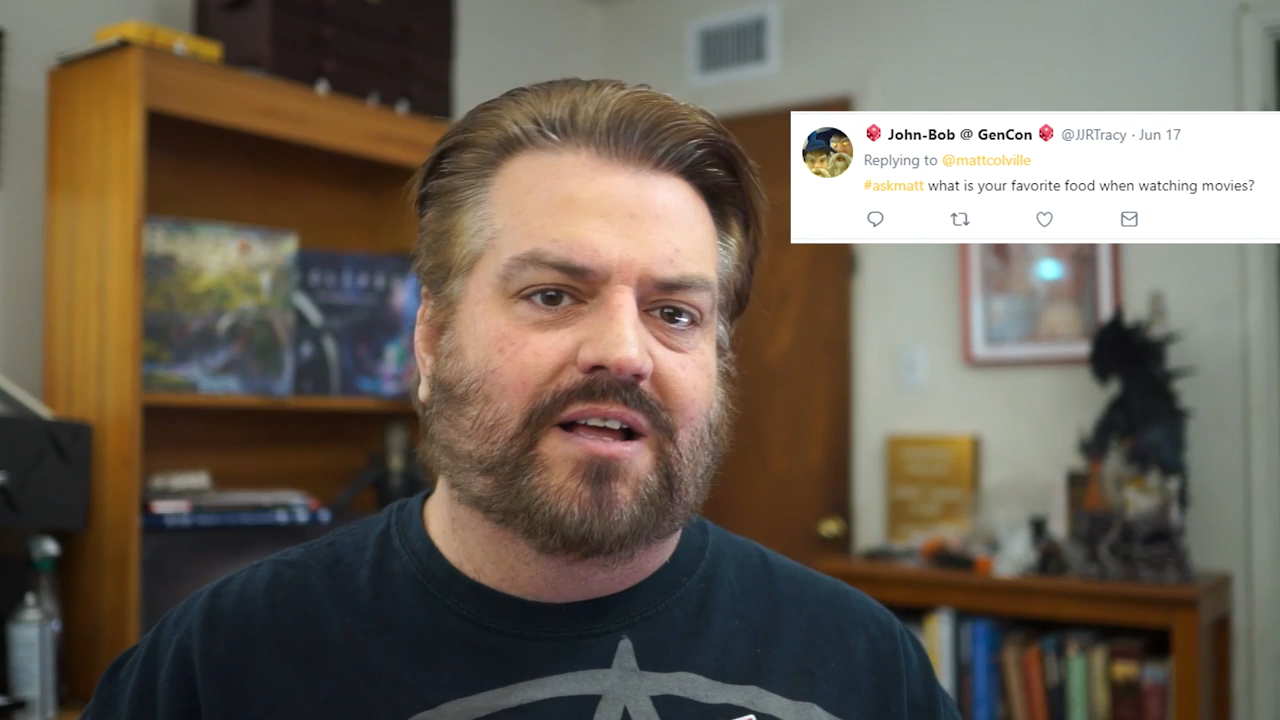 John-Bob @ GenCon @JJRTracy · Jun 17
Replying to @mattcolville
#askmatt what is your favorite food when watching movies?